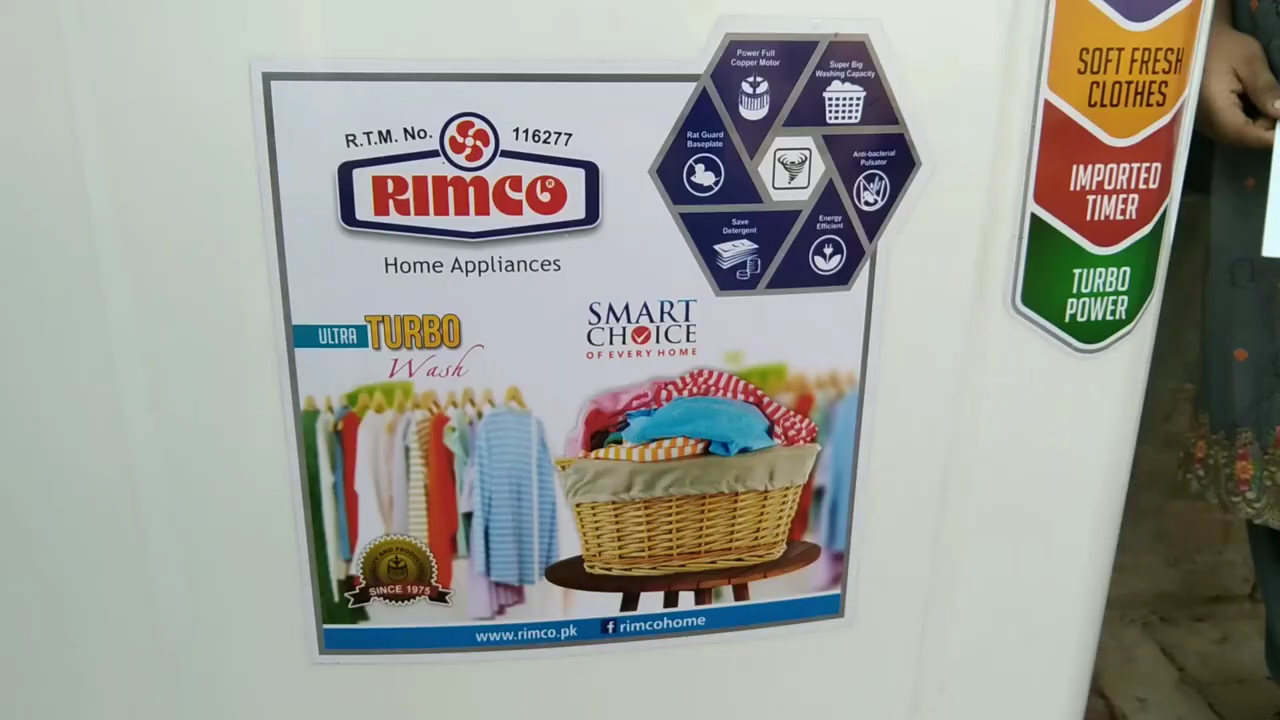 R.T.M. No. 116277
RIMCO
Home Appliances
ULTRA TURBO
Wash
SMART
CHOICE
OF EVERY HOME
Power Full
Copper Motor
Super Big
Washing Capacity
Rat Guard
Baseplate
Anti-bacterial
Pulsator
Save
Detergent
Energy
Efficient
SINCE 1975
www.rimco.pk
rimcohome
SOFT FRESH
CLOTHES
IMPORTED
TIMER
TURBO
POWER